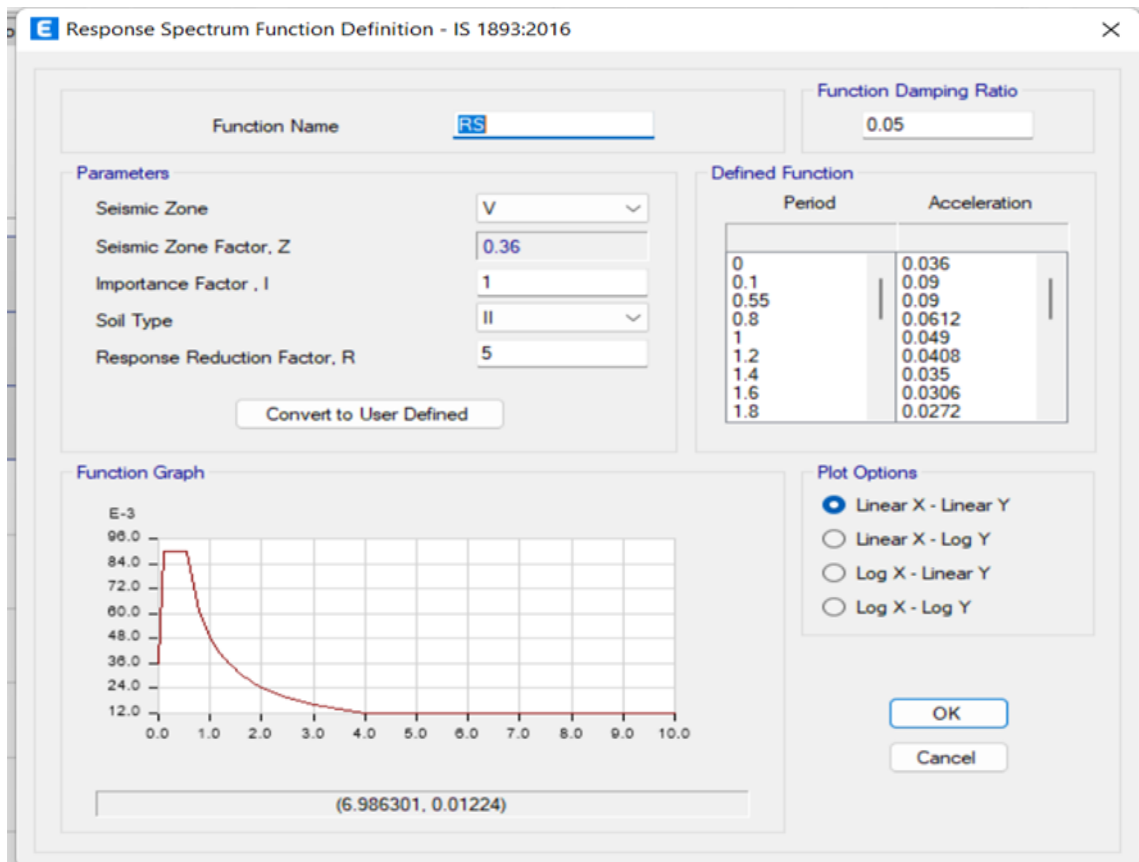 E Response Spectrum Function Definition - IS 1893:2016
Function Damping Ratio
Function Name RS 0.05
Parameters
Seismic Zone V
Seismic Zone Factor, Z 0.36
Importance Factor , I 1
Soil Type II
Response Reduction Factor, R 5
Convert to User Defined
Defined Function
Period Acceleration
0 0.036
0.1 0.09
0.55 0.09
0.8 0.0612
1 0.049
1.2 0.0408
1.4 0.035
1.6 0.0306
1.8 0.0272
Function Graph
E-3
96.0
84.0
72.0
60.0
48.0
36.0
24.0
12.0
0.0 1.0 2.0 3.0 4.0 5.0 6.0 7.0 8.0 9.0 10.0
(6.986301, 0.01224)
Plot Options
Linear X - Linear Y
Linear X - Log Y
Log X - Linear Y
Log X - Log Y
OK
Cancel